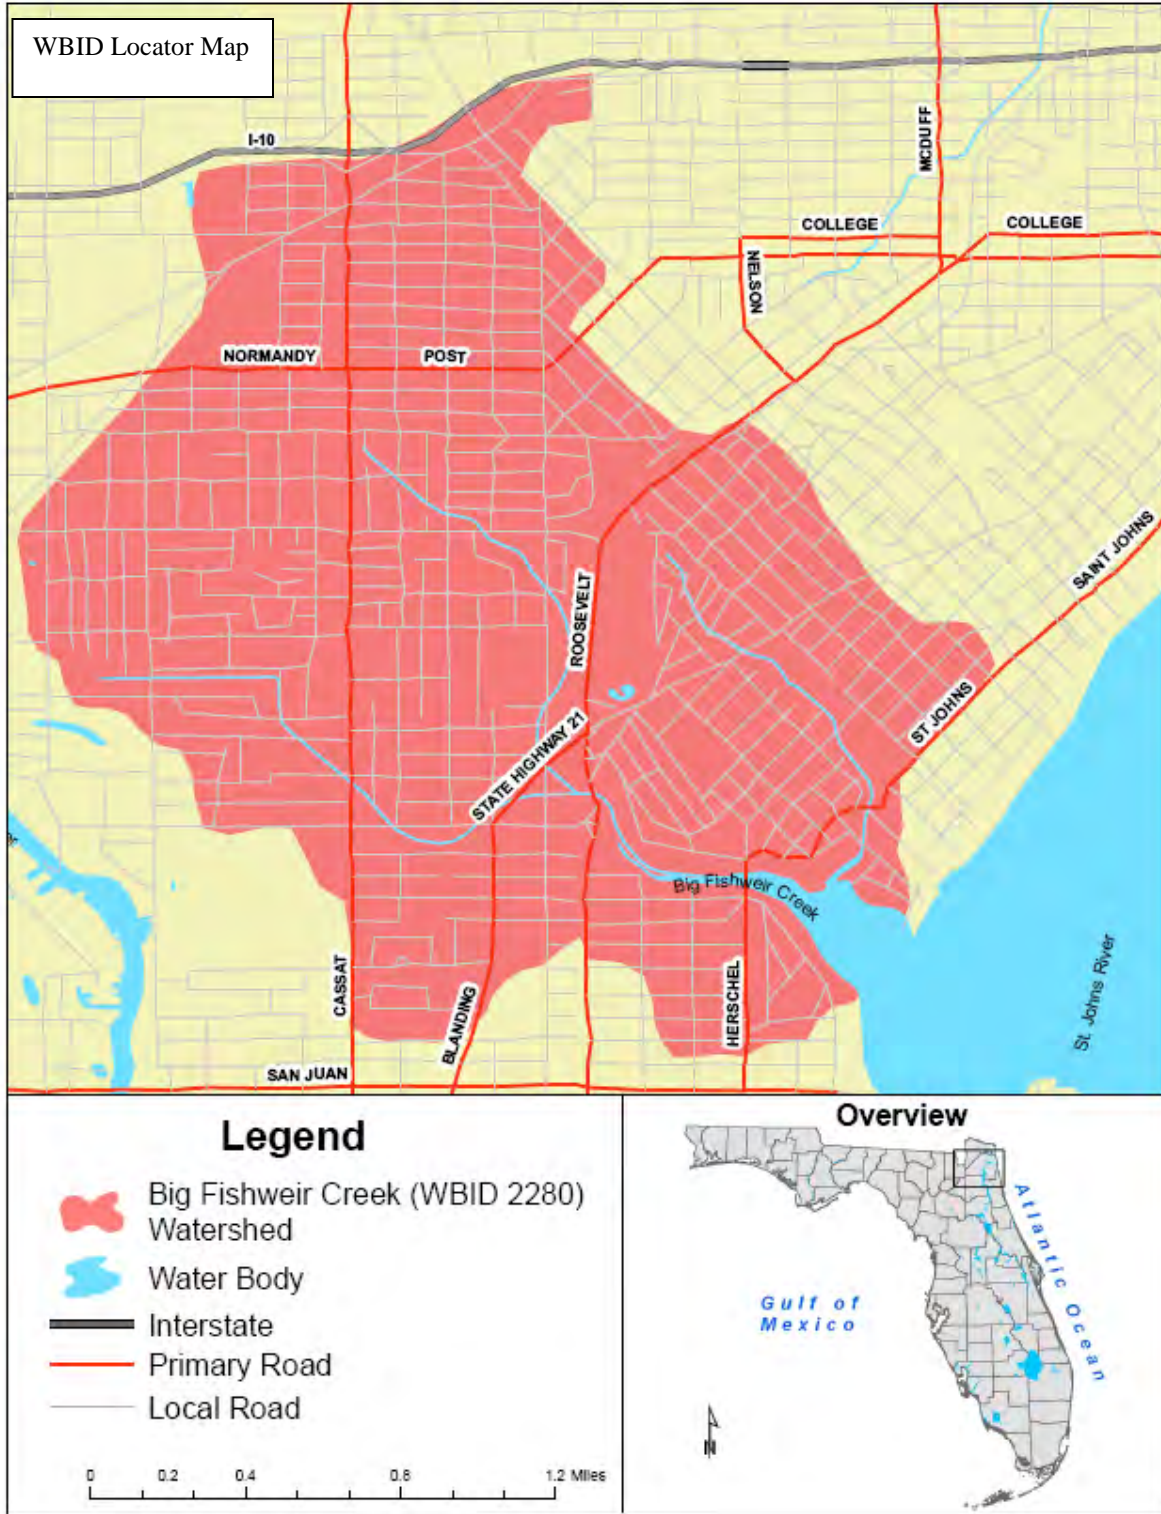 WBID Locator Map
I-10
MCDUFF
COLLEGE
COLLEGE
NELSON
NORMANDY
POST
SAINT JOHNS
ROOSEVELT
ST JOHNS
STATE HIGHWAY 21
Big Fishweir Creek
CASSAT
BLANDING
HERSCHEL
St. Johns River
SAN JUAN
Legend
Big Fishweir Creek (WBID 2280)
Watershed
Water Body
Interstate
Primary Road
Local Road
0 0.2 0.4 0.8 1.2 Miles
Overview
Atlantic Ocean
Gulf of
Mexico
N